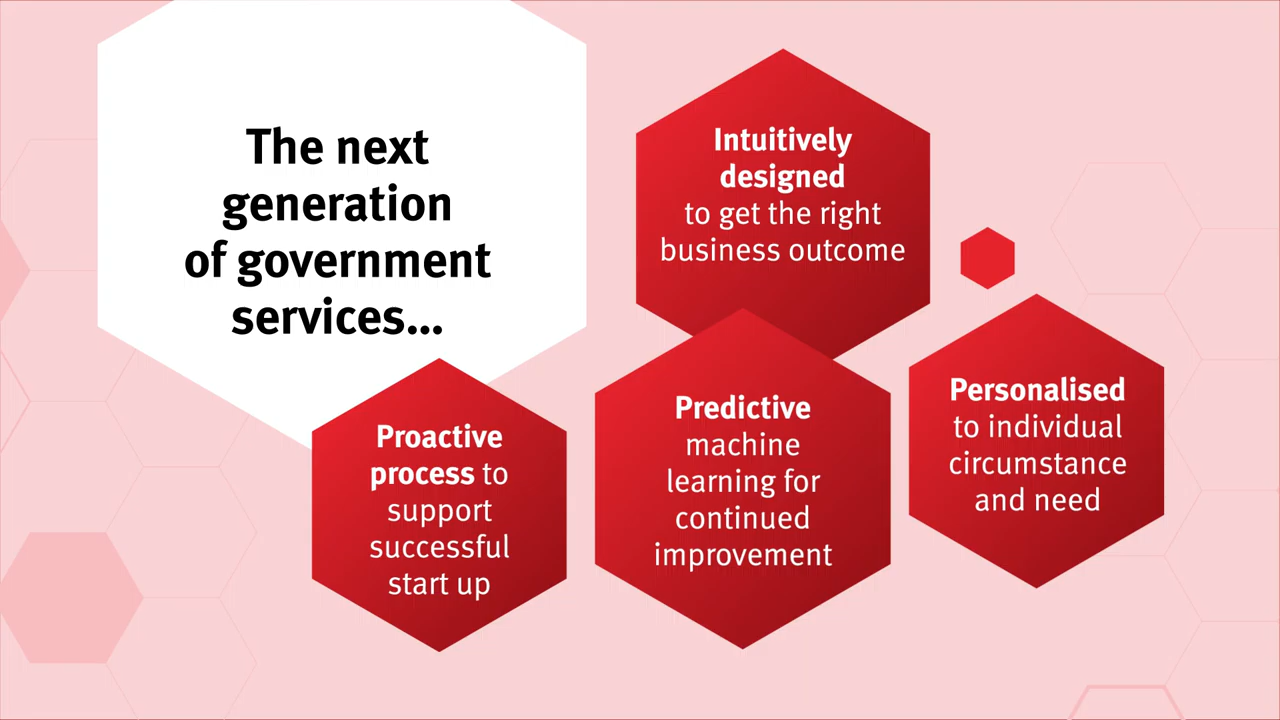 The next
generation
of government
services...
Intuitively
designed
to get the right
business outcome
Proactive
process to
support
successful
start up
Predictive
machine
learning for
continued
improvement
Personalised
to individual
circumstance
and need